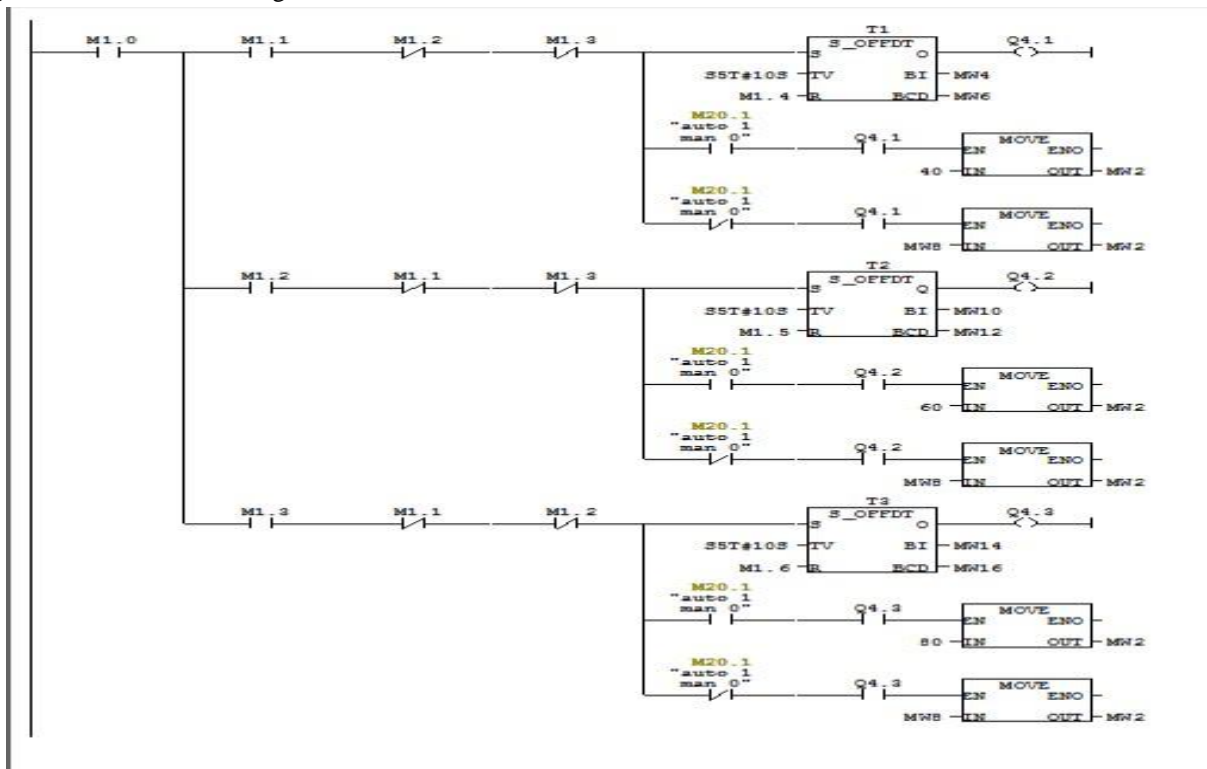 M1.0 M1.1 M1.2 M1.3
T1
S_OFFDT
S Q
Q4.1
S5T#10S TV BI MW4
M1.4 R BCD MW6
M20.1
"auto 1
man 0"
Q4.1
MOVE
EN ENO
40 IN OUT MW2
M20.1
"auto 1
man 0"
Q4.1
MOVE
EN ENO
MW8 IN OUT MW2
M1.2 M1.1 M1.3
T2
S_OFFDT
S Q
Q4.2
S5T#10S TV BI MW10
M1.5 R BCD MW12
M20.1
"auto 1
man 0"
Q4.2
MOVE
EN ENO
60 IN OUT MW2
M20.1
"auto 1
man 0"
Q4.2
MOVE
EN ENO
MW8 IN OUT MW2
M1.3 M1.1 M1.2
T3
S_OFFDT
S Q
Q4.3
S5T#10S TV BI MW14
M1.6 R BCD MW16
M20.1
"auto 1
man 0"
Q4.3
MOVE
EN ENO
80 IN OUT MW2
M20.1
"auto 1
man 0"
Q4.3
MOVE
EN ENO
MW8 IN OUT MW2